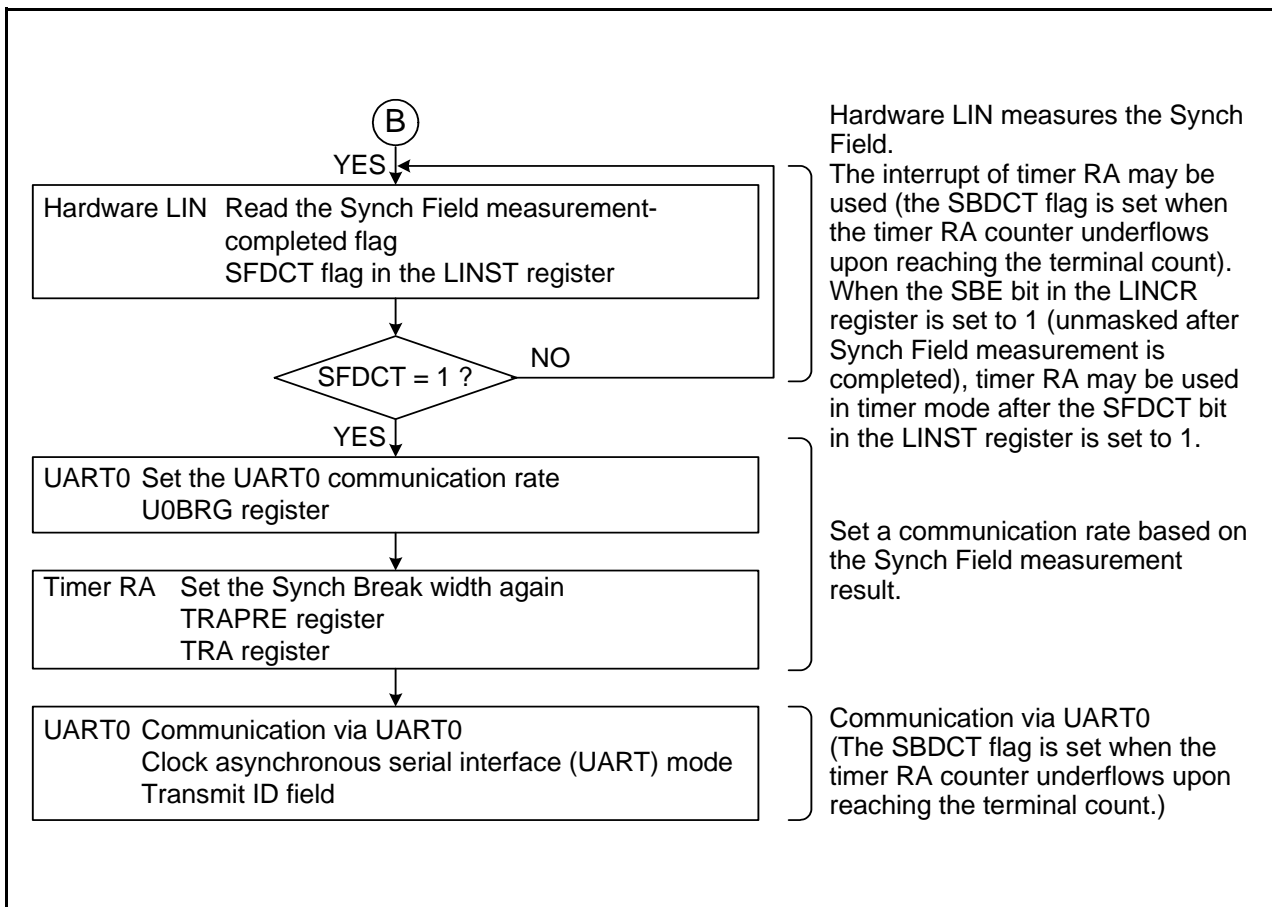 B
YES
Hardware LIN Read the Synch Field measurement-
completed flag
SFDCT flag in the LINST register
SFDCT = 1 ?
NO
YES
UART0 Set the UART0 communication rate
U0BRG register
Timer RA Set the Synch Break width again
TRAPRE register
TRA register
UART0 Communication via UART0
Clock asynchronous serial interface (UART) mode
Transmit ID field
Hardware LIN measures the Synch
Field.
The interrupt of timer RA may be
used (the SBDCT flag is set when
the timer RA counter underflows
upon reaching the terminal count).
When the SBE bit in the LINCR
register is set to 1 (unmasked after
Synch Field measurement is
completed), timer RA may be used
in timer mode after the SFDCT bit
in the LINST register is set to 1.
Set a communication rate based on
the Synch Field measurement
result.
Communication via UART0
(The SBDCT flag is set when the
timer RA counter underflows upon
reaching the terminal count.)